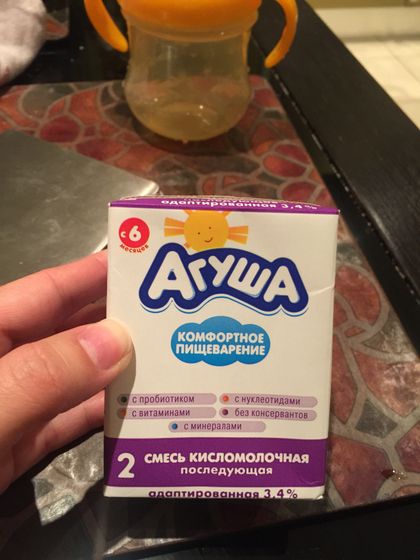 адаптированная 3,4%
с 6
месяцев
АГУША
КОМФОРТНОЕ
ПИЩЕВАРЕНИЕ
с пробиотиком
с нуклеотидами
с витаминами
без консервантов
с минералами
2 СМЕСЬ КИСЛОМОЛОЧНАЯ
последующая
адаптированная 3,4%